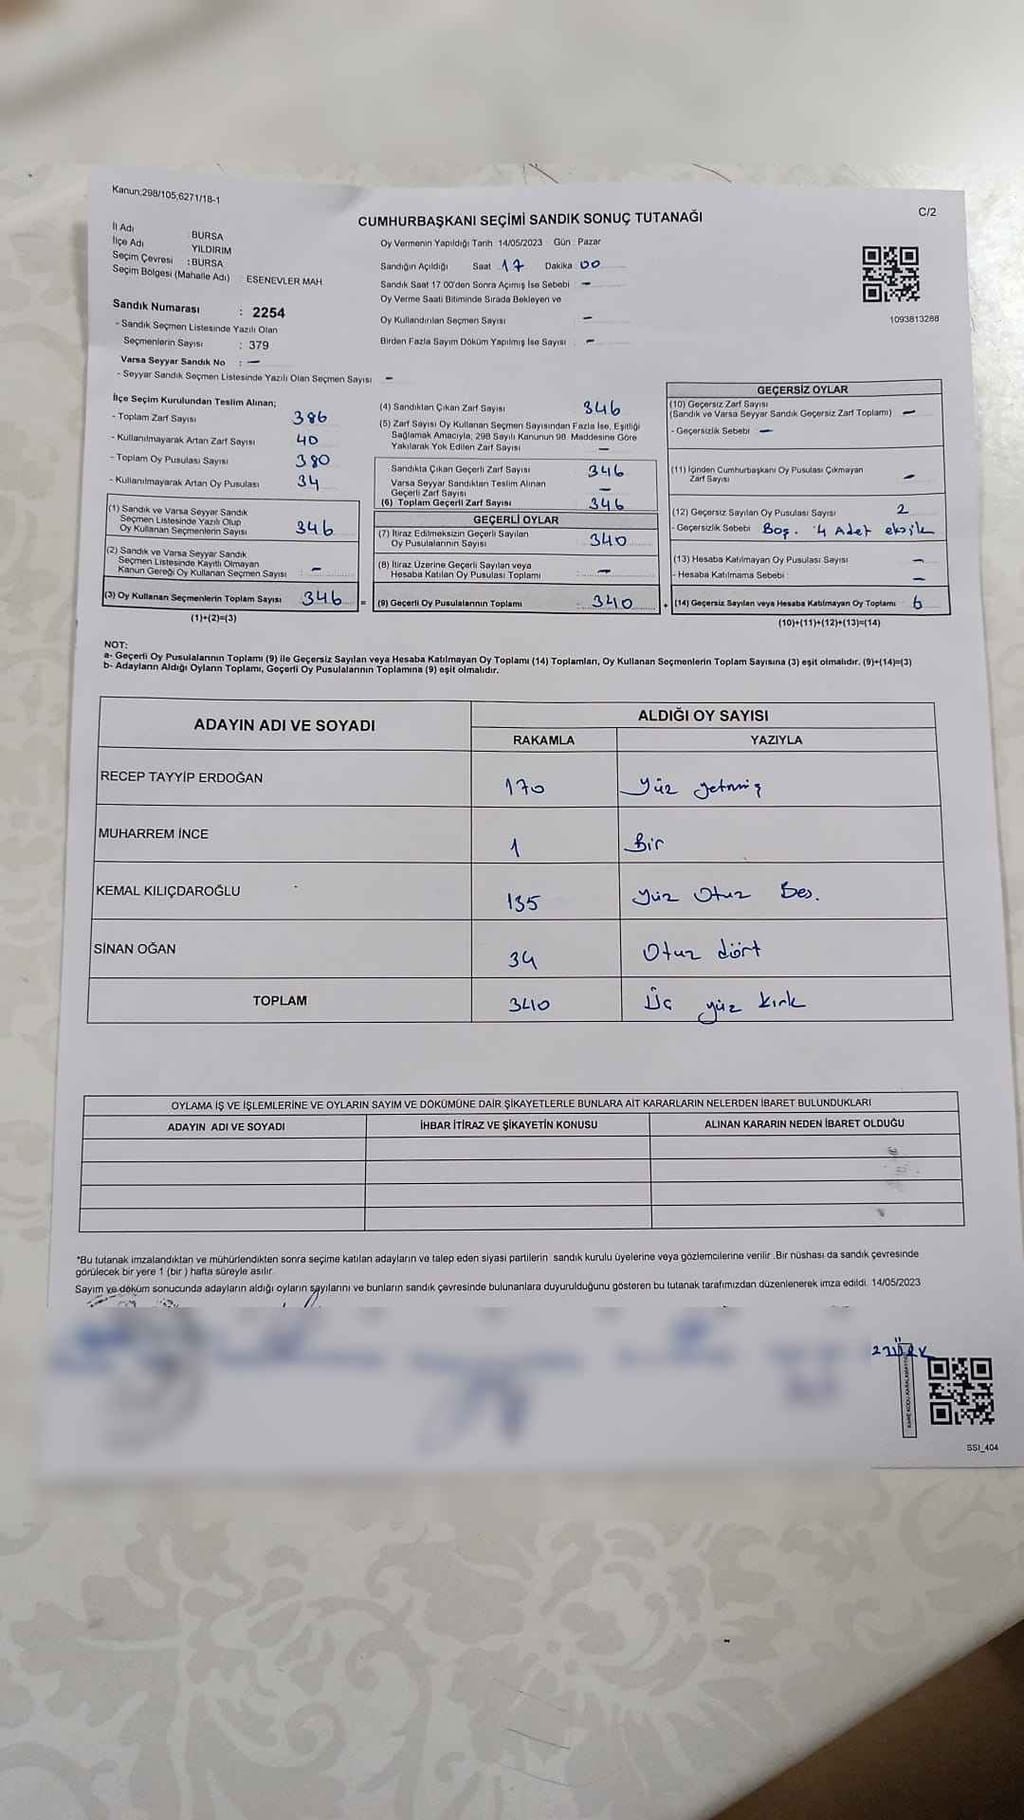 Kanun;298/105,6271/18-1
C/2
CUMHURBAŞKANI SEÇİMİ SANDIK SONUÇ TUTANAĞI
İl Adı BURSA
İlçe Adı YILDIRIM
Seçim Çevresi : BURSA
Seçim Bölgesi (Mahalle Adı) ESENEVLER MAH
Oy Vermenin Yapıldığı Tarih 14/05/2023 Gün : Pazar
Sandığın Açıldığı Saat 17 Dakika 00
Sandık Saat 17 00'den Sonra Açımış İse Sebebi -
Oy Verme Saati Bitiminde Sırada Bekleyen ve
Oy Kullandırılan Seçmen Sayısı -
Birden Fazla Sayım Döküm Yapılmış İse Sayısı -
1093813288
Sandık Numarası : 2254
- Sandık Seçmen Listesinde Yazılı Olan
Seçmenlerin Sayısı : 379
Varsa Seyyar Sandık No : -
- Seyyar Sandık Seçmen Listesinde Yazılı Olan Seçmen Sayısı -
İlçe Seçim Kurulundan Teslim Alınan;
- Toplam Zarf Sayısı 386
- Kullanılmayarak Artan Zarf Sayısı 40
- Toplam Oy Pusulası Sayısı 380
- Kullanılmayarak Artan Oy Pusulası 34
(1) Sandık ve Varsa Seyyar Sandık
Seçmen Listesinde Yazılı Olup
Oy Kullanan Seçmenlerin Sayısı 346
(2) Sandık ve Varsa Seyyar Sandık
Seçmen Listesinde Kayıtlı Olmayan
Kanun Gereği Oy Kullanan Seçmen Sayısı -
(3) Oy Kullanan Seçmenlerin Toplam Sayısı 346
(1)+(2)=(3)
(4) Sandıktan Çıkan Zarf Sayısı 346
(5) Zarf Sayısı Oy Kullanan Seçmen Sayısından Fazla İse, Eşitliği
Sağlamak Amacıyla, 298 Sayılı Kanunun 98. Maddesine Göre
Yakılarak Yok Edilen Zarf Sayısı -
Sandıkta Çıkan Geçerli Zarf Sayısı 346
Varsa Seyyar Sandıktan Teslim Alınan
Geçerli Zarf Sayısı -
(6) Toplam Geçerli Zarf Sayısı 346
GEÇERLİ OYLAR
(7) İtiraz Edilmeksizin Geçerli Sayılan
Oy Pusulalarının Sayısı 340
(8) İtiraz Üzerine Geçerli Sayılan veya
Hesaba Katılan Oy Pusulası Toplamı -
= (9) Geçerli Oy Pusulalarının Toplamı : 340
GEÇERSİZ OYLAR
(10) Geçersiz Zarf Sayısı
(Sandık ve Varsa Seyyar Sandık Geçersiz Zarf Toplamı) -
- Geçersizlik Sebebi -
(11) İçinden Cumhurbaşkanı Oy Pusulası Çıkmayan
Zarf Sayısı -
(12) Geçersiz Sayılan Oy Pusulası Sayısı 2
- Geçersizlik Sebebi Boş. 4 Adet eksik
(13) Hesaba Katılmayan Oy Pusulası Sayısı -
- Hesaba Katılmama Sebebi -
+ (14) Geçersiz Sayılan veya Hesaba Katılmayan Oy Toplamı 6
(10)+(11)+(12)+(13)=(14)
NOT:
a- Geçerli Oy Pusulalarının Toplamı (9) ile Geçersiz Sayılan veya Hesaba Katılmayan Oy Toplamı (14) Toplamları, Oy Kullanan Seçmenlerin Toplam Sayısına (3) eşit olmalıdır. (9)+(14)=(3)
b- Adayların Aldığı Oyların Toplamı, Geçerli Oy Pusulalarının Toplamına (9) eşit olmalıdır.
ADAYIN ADI VE SOYADI ALDIĞI OY SAYISI
RAKAMLA YAZIYLA
RECEP TAYYİP ERDOĞAN 170 Yüz yetmiş
MUHARREM İNCE 1 Bir
KEMAL KILIÇDAROĞLU 135 Yüz Otuz Beş.
SİNAN OĞAN 34 Otuz dört
TOPLAM 340 Üç yüz kırk
OYLAMA İŞ VE İŞLEMLERİNE VE OYLARIN SAYIM VE DÖKÜMÜNE DAİR ŞİKAYETLERLE BUNLARA AİT KARARLARIN NELERDEN İBARET BULUNDUKLARI
ADAYIN ADI VE SOYADI İHBAR İTİRAZ VE ŞİKAYETİN KONUSU ALINAN KARARIN NEDEN İBARET OLDUĞU
*Bu tutanak imzalandıktan ve mühürlendikten sonra seçime katılan adayların ve talep eden siyasi partilerin sandık kurulu üyelerine veya gözlemcilerine verilir .Bir nüshası da sandık çevresinde
görülecek bir yere 1 (bir ) hafta süreyle asılır
Sayım ve döküm sonucunda adayların aldığı oyların sayılarını ve bunların sandık çevresinde bulunanlara duyurulduğunu gösteren bu tutanak tarafımızdan düzenlenerek imza edildi. 14/05/2023
SSI_404